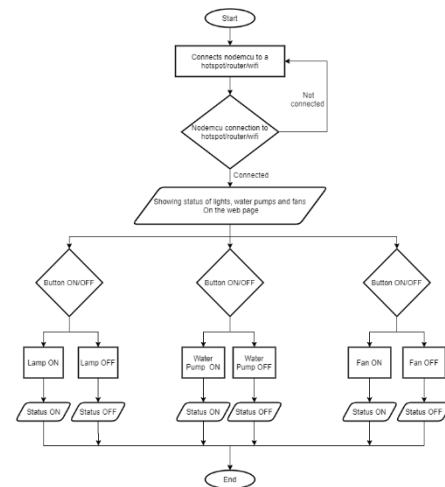 Start
Connects nodemcu to a
hotspot/router/wifi
Not
connected
Nodemcu connection to
hotspot/router/wifi
Connected
Showing status of lights, water pumps and fans
On the web page
Button ON/OFF
Button ON/OFF
Button ON/OFF
Lamp ON
Lamp OFF
Water
Pump ON
Water
Pump OFF
Fan ON
Fan OFF
Status ON
Status OFF
Status ON
Status OFF
Status ON
Status OFF
End